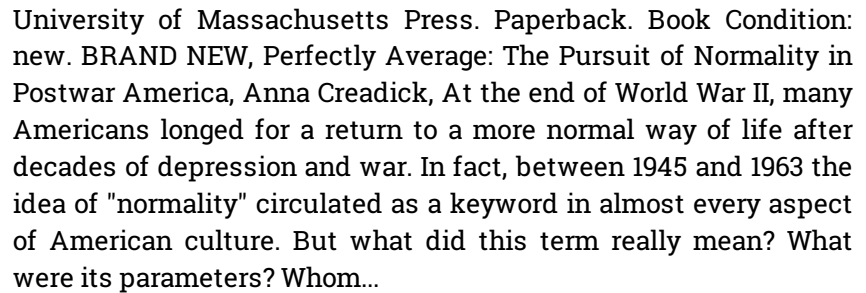 University of Massachusetts Press. Paperback. Book Condition:
new. BRAND NEW, Perfectly Average: The Pursuit of Normality in
Postwar America, Anna Creadick, At the end of World War II, many
Americans longed for a return to a more normal way of life after
decades of depression and war. In fact, between 1945 and 1963 the
idea of "normality" circulated as a keyword in almost every aspect
of American culture. But what did this term really mean? What
were its parameters? Whom...